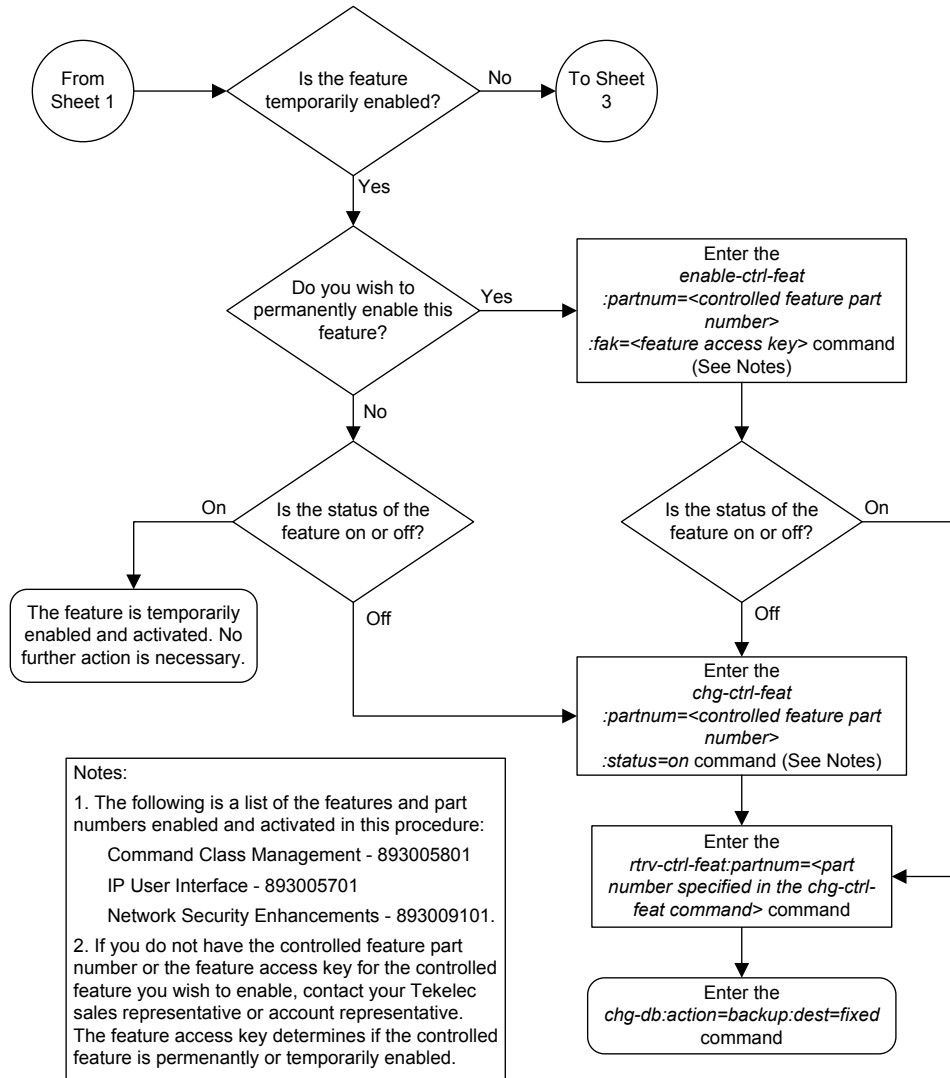 From
Sheet 1
Is the feature
temporarily enabled?
No
To Sheet
3
Yes
Do you wish to
permanently enable this
feature?
Yes
Enter the
enable-ctrl-feat
:partnum=<controlled feature part
number>
:fak=<feature access key> command
(See Notes)
No
Is the status of the
feature on or off?
On
Off
Is the status of the
feature on or off?
On
Off
The feature is temporarily
enabled and activated. No
further action is necessary.
Enter the
chg-ctrl-feat
:partnum=<controlled feature part
number>
:status=on command (See Notes)
Enter the
rtrv-ctrl-feat:partnum=<part
number specified in the chg-ctrl-
feat command> command
Enter the
chg-db:action=backup:dest=fixed
command
Notes:
1. The following is a list of the features and part
numbers enabled and activated in this procedure:
Command Class Management - 893005801
IP User Interface - 893005701
Network Security Enhancements - 893009101.
2. If you do not have the controlled feature part
number or the feature access key for the controlled
feature you wish to enable, contact your Tekelec
sales representative or account representative.
The feature access key determines if the controlled
feature is permenantly or temporarily enabled.